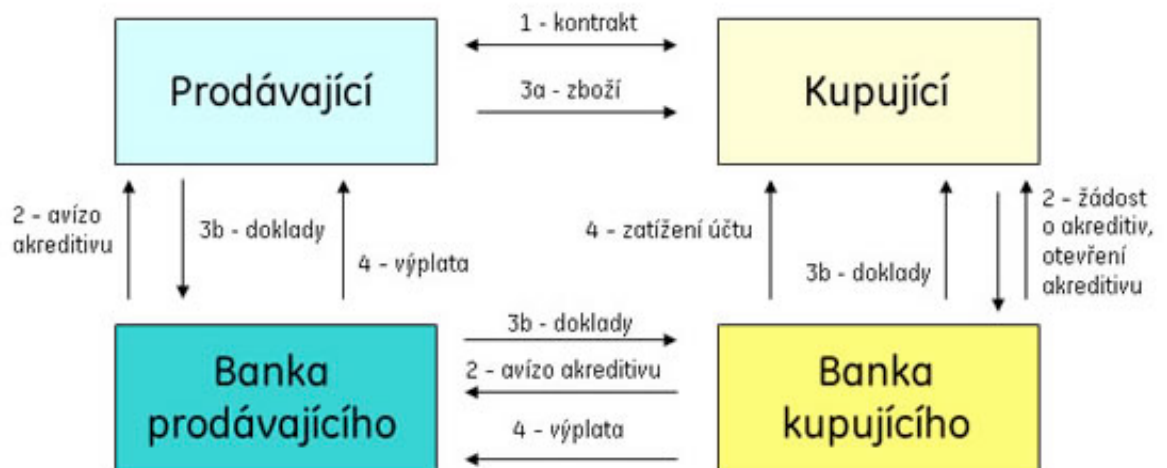 1 - kontrakt
Prodávající
3a - zboží
Kupující
2 - avízo
akreditivu
3b - doklady
4 - výplata
4 - zatížení účtu
3b - doklady
2 - žádost
o akreditiv,
otevření
akreditivu
Banka
prodávajícího
3b - doklady
2 - avízo akreditivu
4 - výplata
Banka
kupujícího